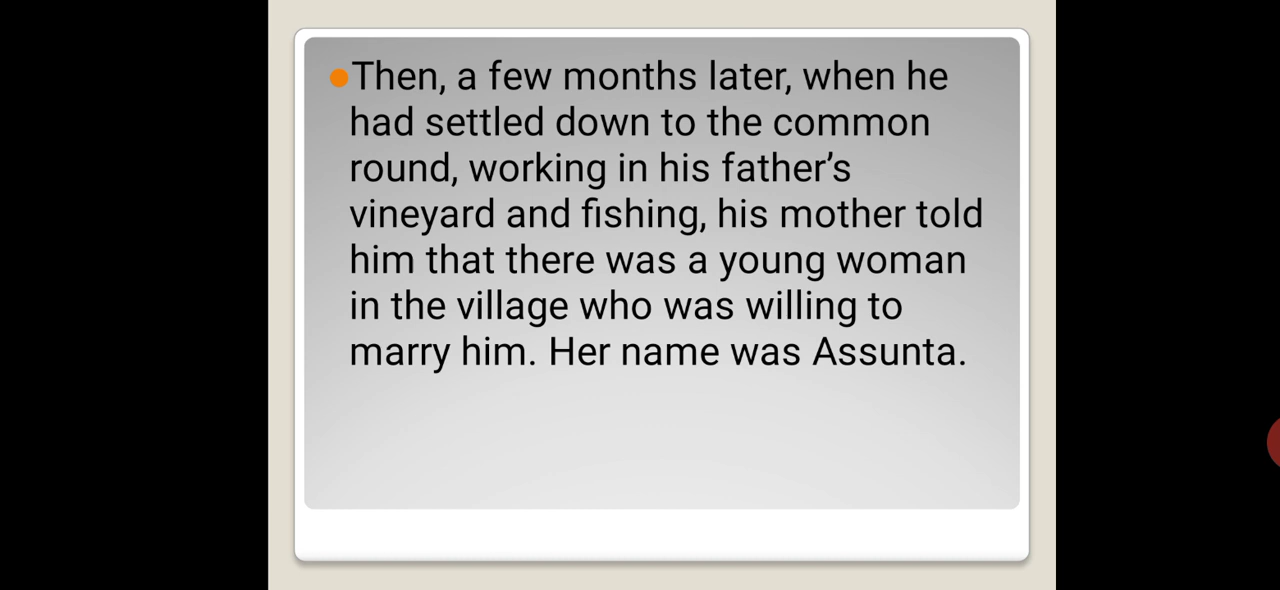 Then, a few months later, when he
had settled down to the common
round, working in his father’s
vineyard and fishing, his mother told
him that there was a young woman
in the village who was willing to
marry him. Her name was Assunta.